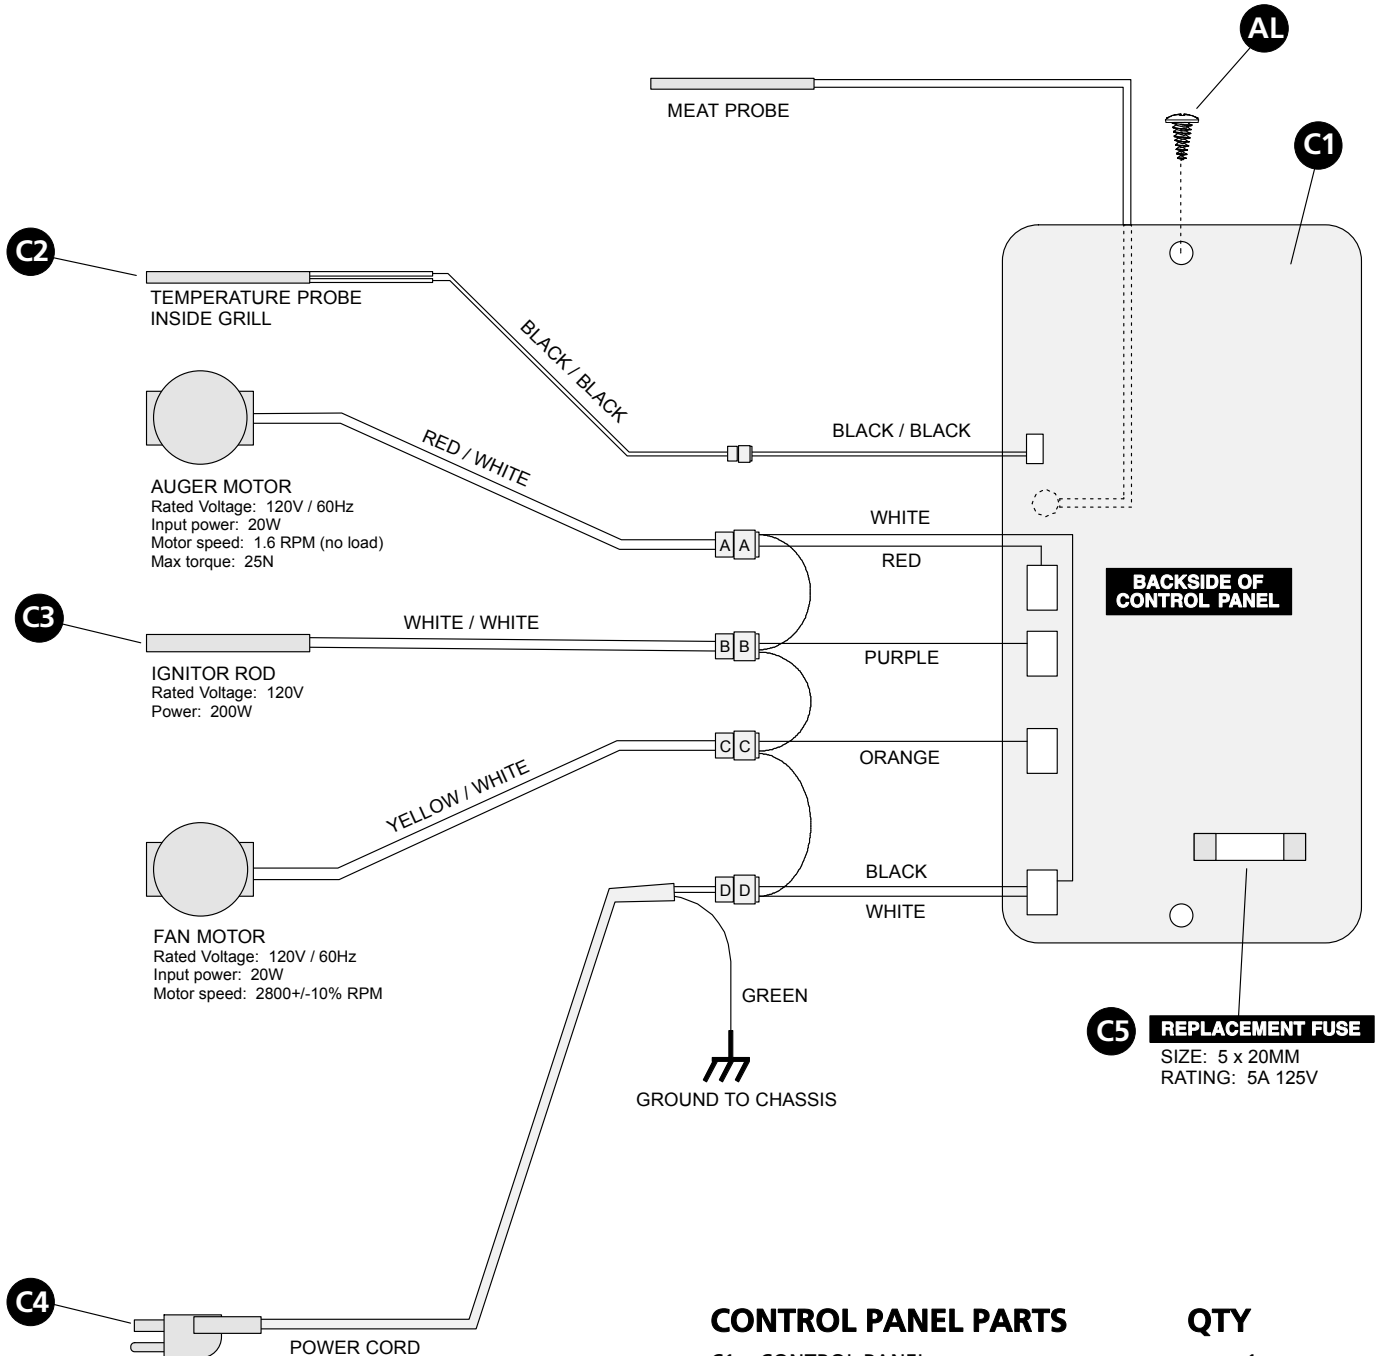 AL
MEAT PROBE
C1
C2
TEMPERATURE PROBE
INSIDE GRILL
BLACK / BLACK
BLACK / BLACK
RED / WHITE
AUGER MOTOR
Rated Voltage: 120V / 60Hz
Input power: 20W
Motor speed: 1.6 RPM (no load)
Max torque: 25N
WHITE
A A
RED
BACKSIDE OF
CONTROL PANEL
C3
WHITE / WHITE
B B
PURPLE
IGNITOR ROD
Rated Voltage: 120V
Power: 200W
C C
ORANGE
YELLOW / WHITE
BLACK
D D
WHITE
FAN MOTOR
Rated Voltage: 120V / 60Hz
Input power: 20W
Motor speed: 2800+/-10% RPM
GREEN
GROUND TO CHASSIS
C5
REPLACEMENT FUSE
SIZE: 5 x 20MM
RATING: 5A 125V
C4
POWER CORD
CONTROL PANEL PARTS QTY
C1 CONTROL PANEL 1